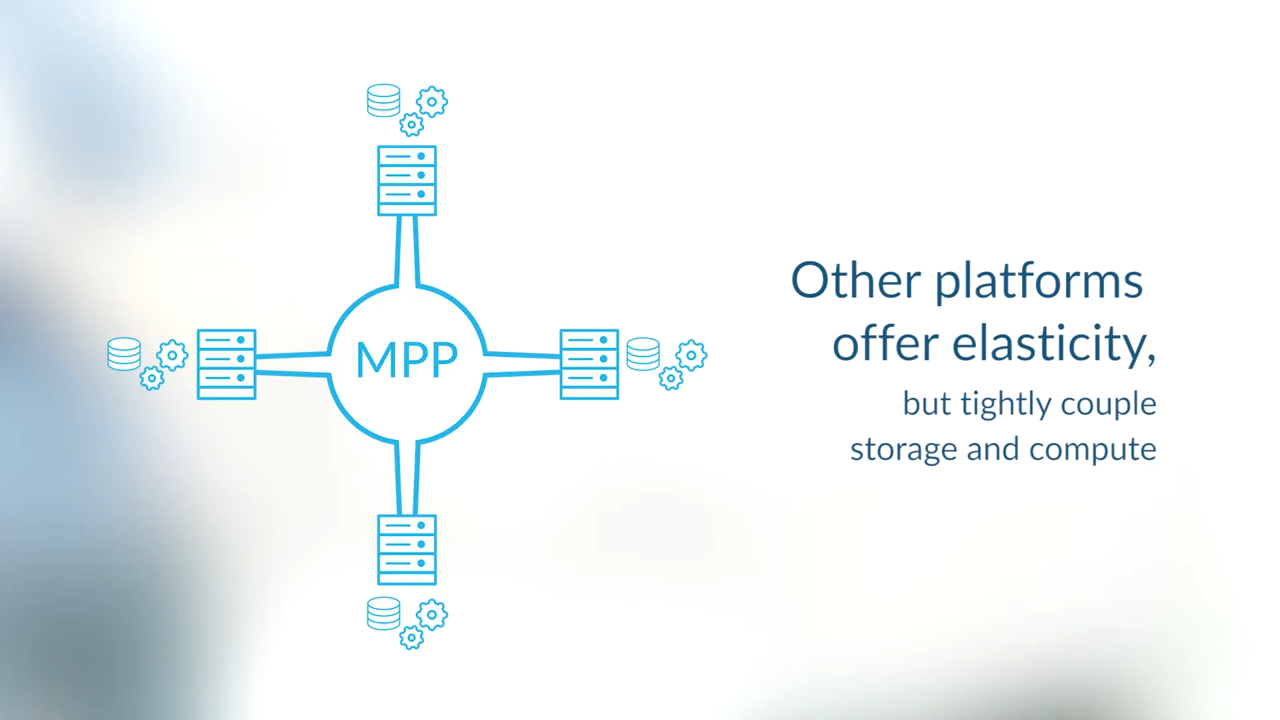 MPP
Other platforms
offer elasticity,
but tightly couple
storage and compute